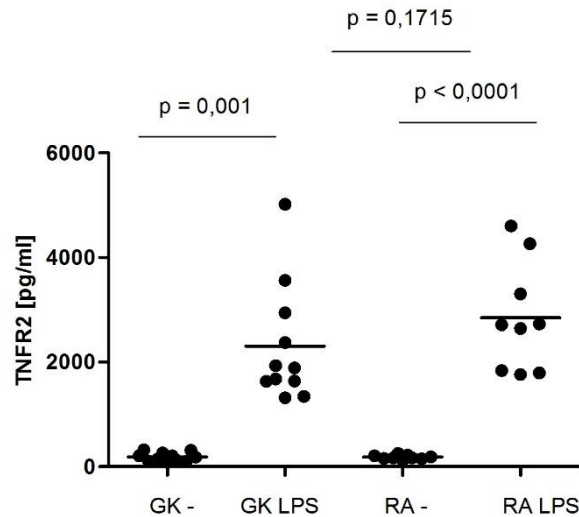 p = 0,1715
p = 0,001
p < 0,0001
6000
4000
2000
0
TNFR2 [pg/ml]
GK - GK LPS RA - RA LPS